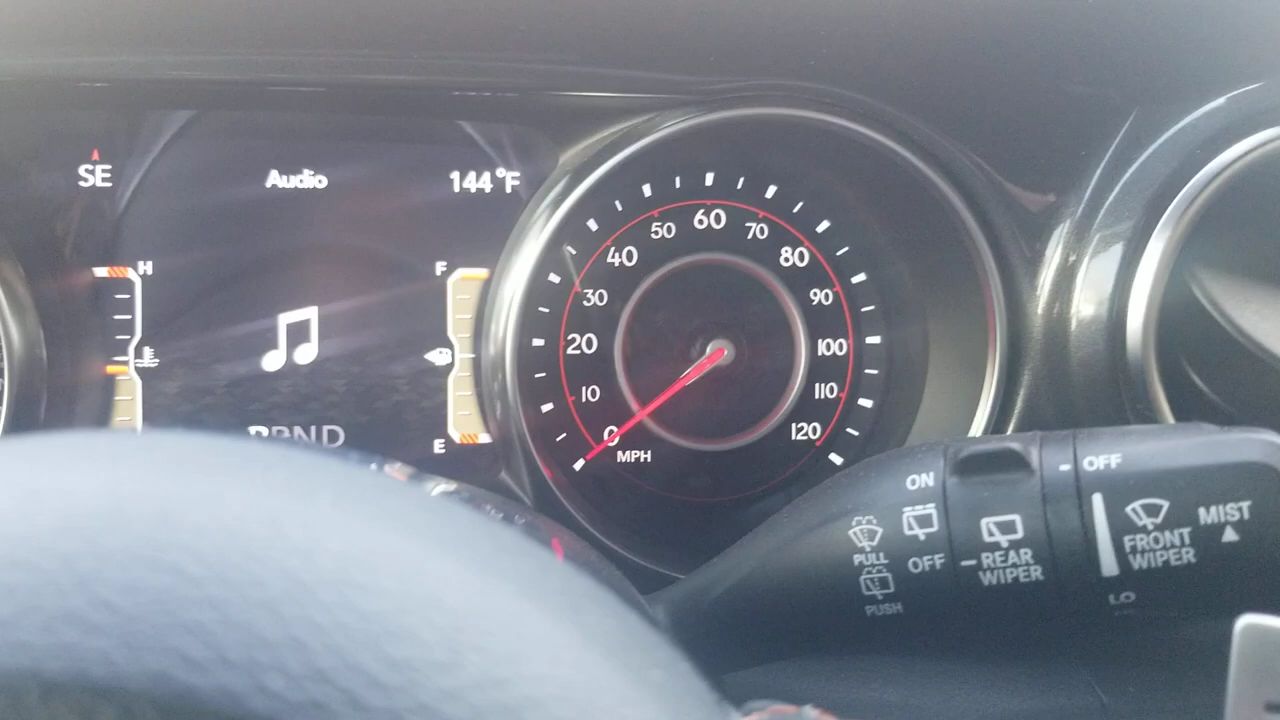 SE
Audio
144°F
H
F
E
PRND
0
10
20
30
40
50
60
70
80
90
100
110
120
MPH
ON
OFF
PULL
PUSH
REAR
WIPER
OFF
FRONT
WIPER
MIST
LO